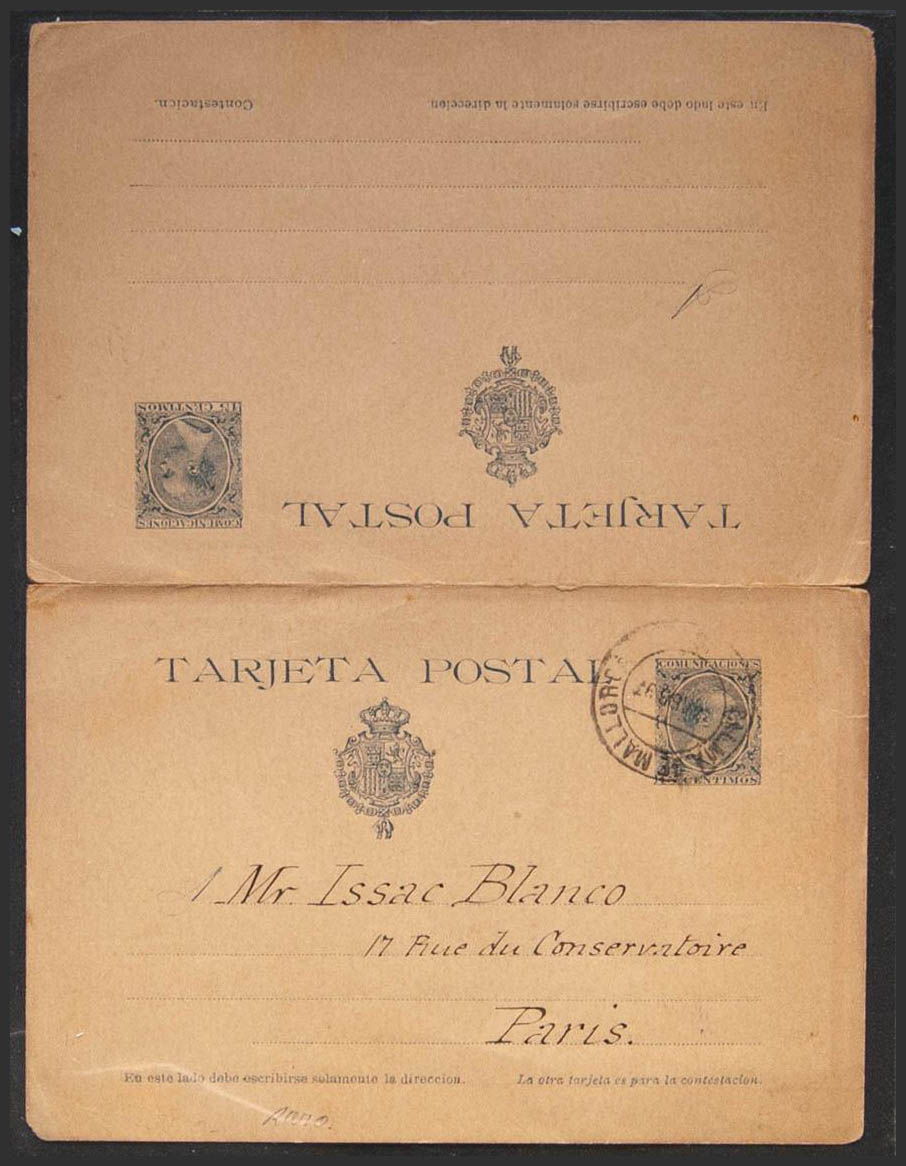 En este lado debe escribirse solamente la direccion. Contestacion.
15 CENTIMOS
COMUNICACIONES
TARJETA POSTAL
TARJETA POSTAL
COMUNICACIONES
MALLORCA
15 CENTIMOS
Mr. Issac Blanco
17 Rue du Conservatoire
Paris.
En este lado debe escribirse solamente la direccion. La otra tarjeta es para la contestacion.